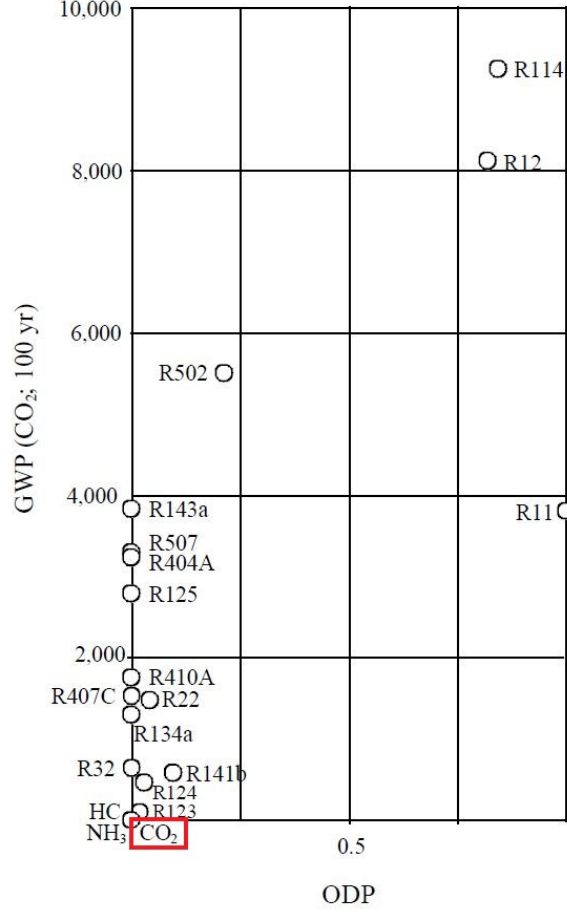 10,000
R114
8,000
R12
6,000
R502
GWP (CO₂; 100 yr)
4,000
R143a
R11
R507
R404A
R125
2,000
R410A
R407C
R22
R134a
R32
R141b
R124
HC
R123
NH₃
CO₂
0.5
ODP